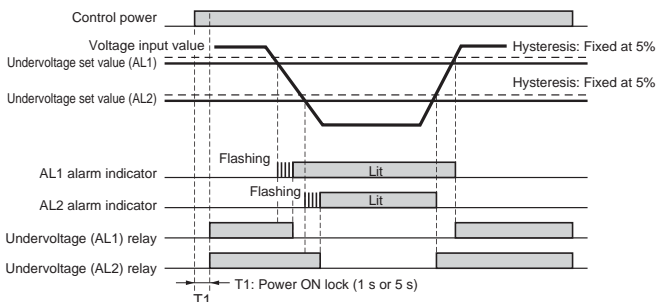 Control power
Voltage input value
Hysteresis: Fixed at 5%
Undervoltage set value (AL1)
Hysteresis: Fixed at 5%
Undervoltage set value (AL2)
Flashing
Lit
AL1 alarm indicator
Flashing
Lit
AL2 alarm indicator
Undervoltage (AL1) relay
Undervoltage (AL2) relay
T1: Power ON lock (1 s or 5 s)
T1